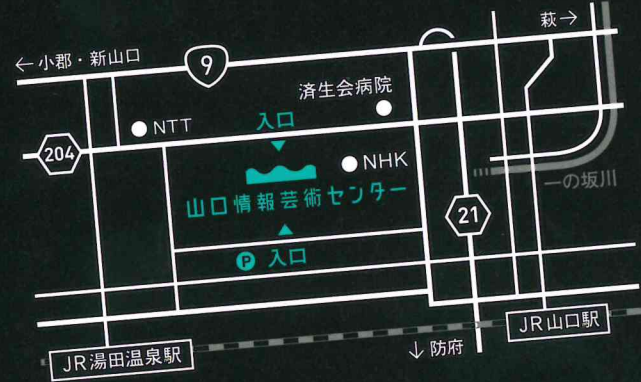 萩→
←小郡・新山口
9
済生会病院
NTT
入口
204
NHK
一の坂川
山口情報芸術センター
21
P 入口
JR山口駅
↓防府
JR湯田温泉駅